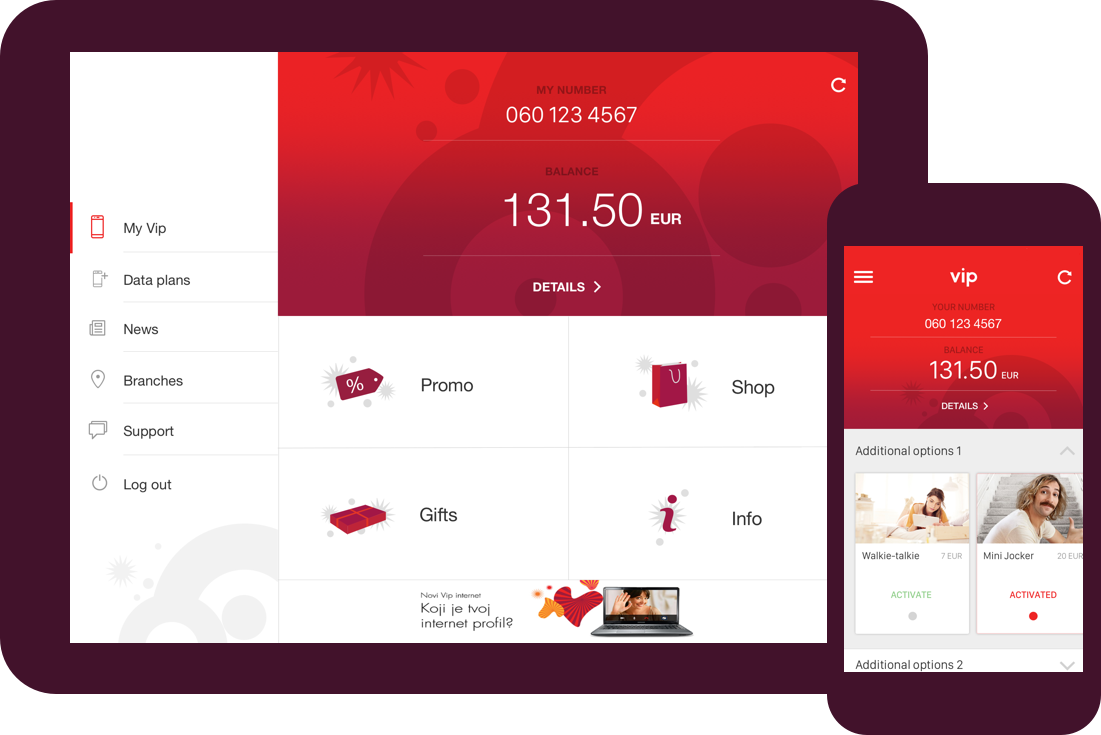 My Vip
Data plans
News
Branches
Support
Log out
MY NUMBER
060 123 4567
BALANCE
131.50 EUR
DETAILS
Promo
Shop
Gifts
Info
Novi Vip internet
Koji je tvoj
internet profil?
vip
YOUR NUMBER
060 123 4567
BALANCE
131.50 EUR
DETAILS
Additional options 1
Walkie-talkie 7 EUR
ACTIVATE
Mini Jocker 20 EUR
ACTIVATED
Additional options 2